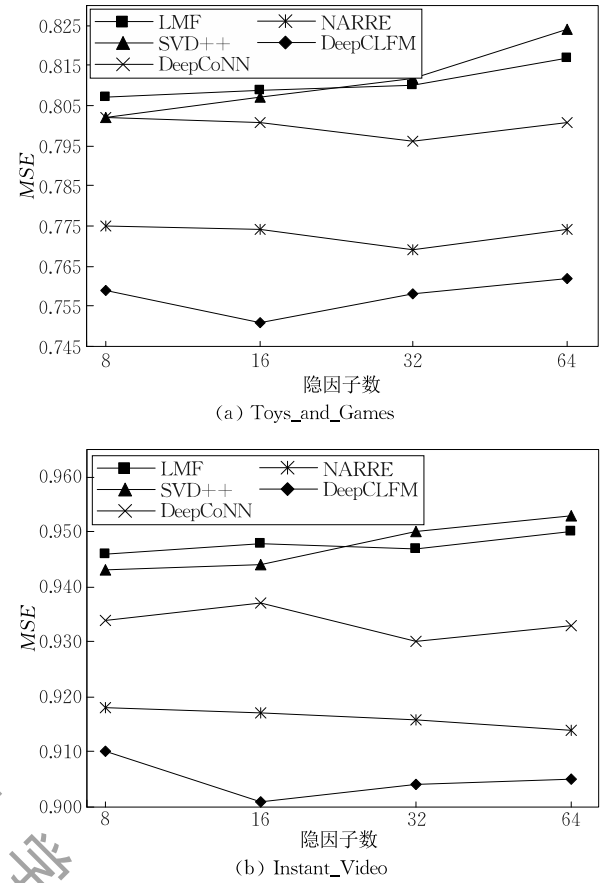 LMF NARRE
SVD++ DeepCLFM
DeepCoNN
0.825
0.815
0.805
0.795
0.785
0.775
0.765
0.755
0.745
MSE
8 16 32 64
隐因子数
(a) Toys_and_Games
LMF NARRE
SVD++ DeepCLFM
DeepCoNN
0.960
0.950
0.940
0.930
0.920
0.910
0.900
MSE
8 16 32 64
隐因子数
(b) Instant_Video
学